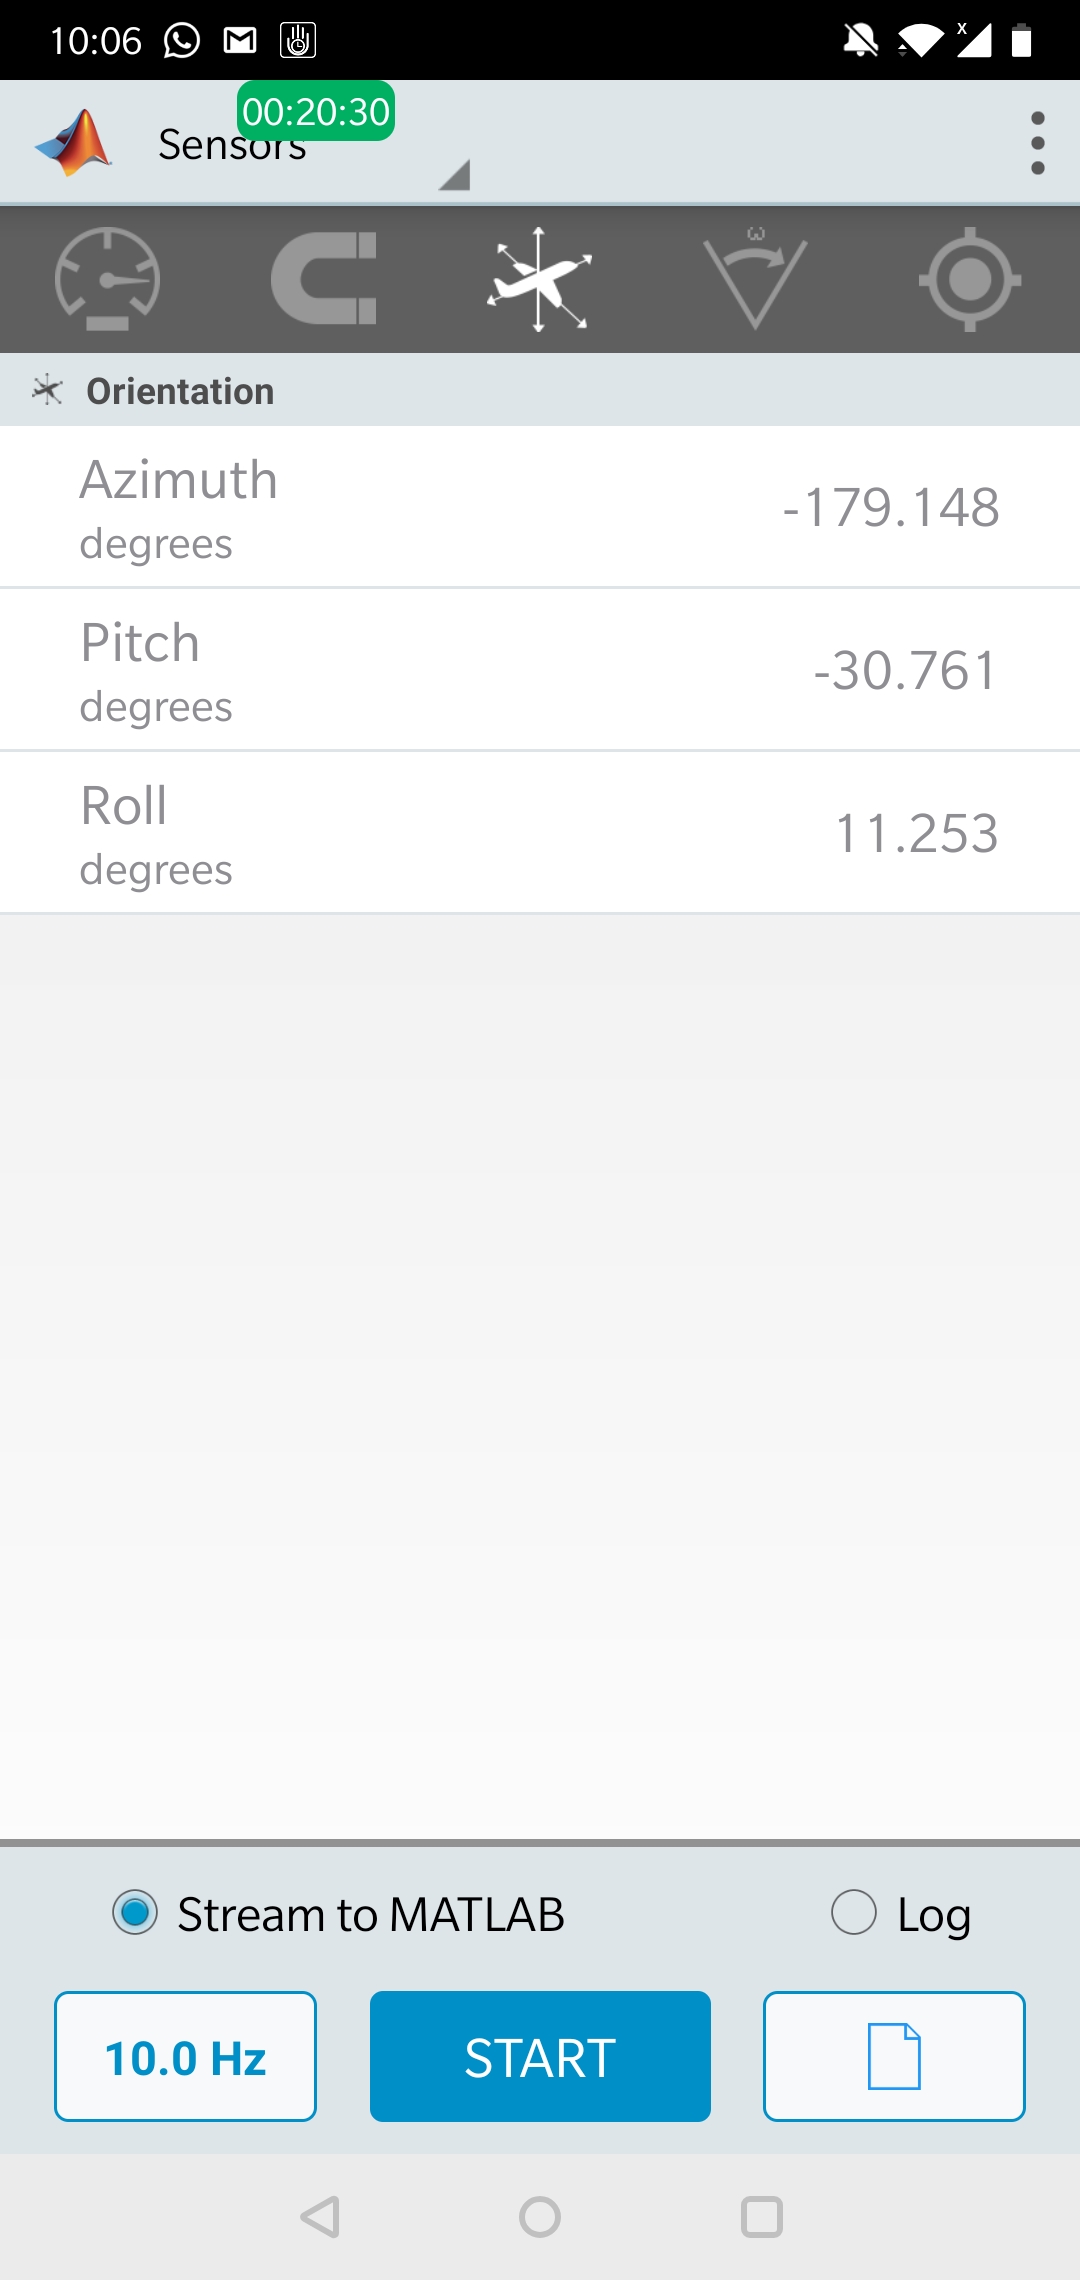 10:06
00:20:30
Sensors
ω
Orientation
Azimuth
degrees
-179.148
Pitch
degrees
-30.761
Roll
degrees
11.253
Stream to MATLAB
Log
10.0 Hz
START